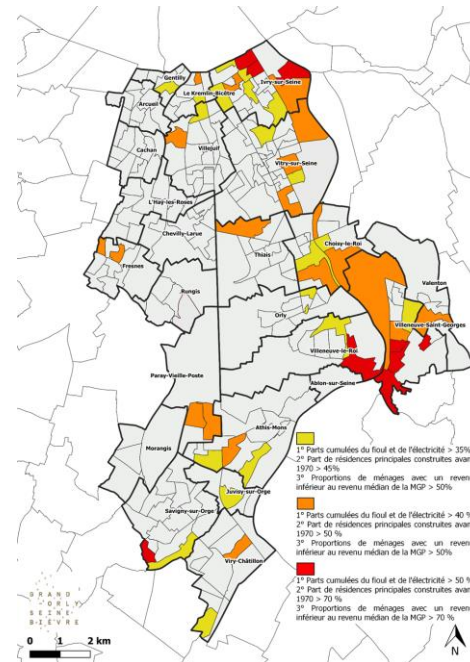 Gentilly
Ivry-sur-Seine
Le Kremlin-Bicêtre
Arcueil
Cachan
Villejuif
Vitry-sur-Seine
L'Haÿ-les-Roses
Chevilly-Larue
Choisy-le-Roi
Thiais
Fresnes
Valenton
Rungis
Villeneuve-Saint-Georges
Orly
Villeneuve-le-Roi
Paray-Vieille-Poste
Ablon-sur-Seine
Athis-Mons
Morangis
Juvisy-sur-Orge
Savigny-sur-Orge
Viry-Châtillon
1° Parts cumulées du fioul et de l'électricité > 35%
2° Part de résidences principales construites avan
1970 > 45%
3° Proportions de ménages avec un reven
inférieur au revenu médian de la MGP > 50%
1° Parts cumulées du fioul et de l'électricité > 40 %
2° Part de résidences principales construites avan
1970 > 50 %
3° Proportions de ménages avec un reven
inférieur au revenu médian de la MGP > 50%
1° Parts cumulées du fioul et de l'électricité > 50 %
2° Part de résidences principales construites avan
1970 > 70 %
3° Proportions de ménages avec un reven
inférieur au revenu médian de la MGP > 70 %
GRAND
ORLY
SEINE
BIÈVRE
0 1 2 km
N